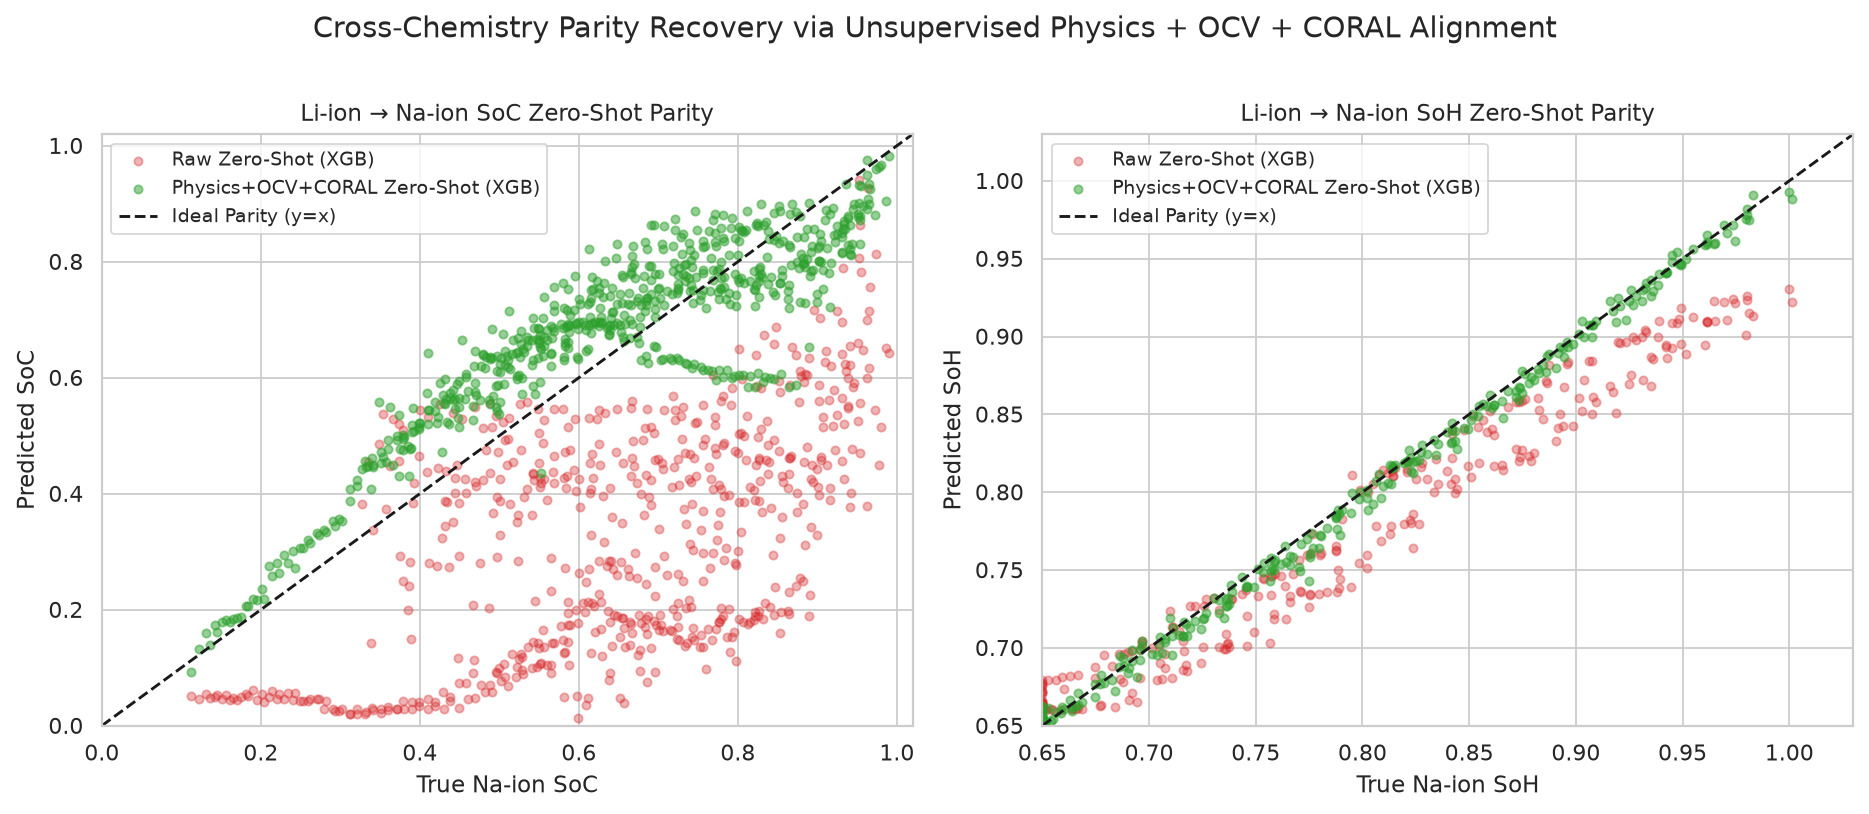 Cross-Chemistry Parity Recovery via Unsupervised Physics + OCV + CORAL Alignment
Li-ion → Na-ion SoC Zero-Shot Parity
Raw Zero-Shot (XGB)
Physics+OCV+CORAL Zero-Shot (XGB)
Ideal Parity (y=x)
Predicted SoC
1.0
0.8
0.6
0.4
0.2
0.0
0.0 0.2 0.4 0.6 0.8 1.0
True Na-ion SoC
Li-ion → Na-ion SoH Zero-Shot Parity
Raw Zero-Shot (XGB)
Physics+OCV+CORAL Zero-Shot (XGB)
Ideal Parity (y=x)
Predicted SoH
1.00
0.95
0.90
0.85
0.80
0.75
0.70
0.65
0.65 0.70 0.75 0.80 0.85 0.90 0.95 1.00
True Na-ion SoH